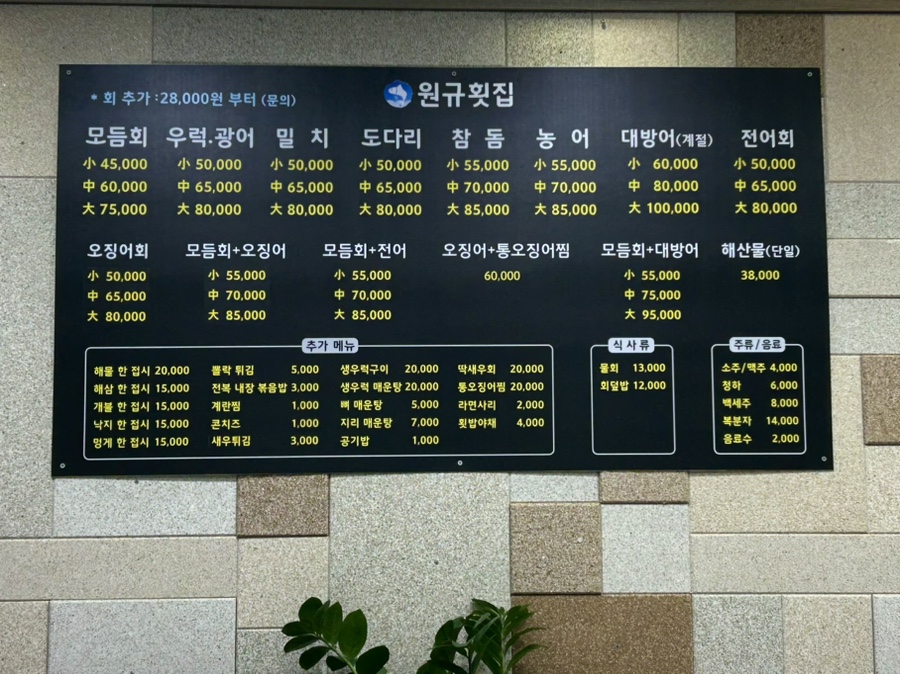 * 회 추가 :28,000원 부터 (문의)
원규횟집
모듬회 우럭.광어 밀 치 도다리 참 돔 농 어 대방어(계절) 전어회
小 45,000 小 50,000 小 50,000 小 50,000 小 55,000 小 55,000 小 60,000 小 50,000
中 60,000 中 65,000 中 65,000 中 65,000 中 70,000 中 70,000 中 80,000 中 65,000
大 75,000 大 80,000 大 80,000 大 80,000 大 85,000 大 85,000 大 100,000 大 80,000
오징어회 모듬회+오징어 모듬회+전어 오징어+통오징어찜 모듬회+대방어 해산물(단일)
小 50,000 小 55,000 小 55,000 60,000 小 55,000 38,000
中 65,000 中 70,000 中 70,000 中 75,000
大 80,000 大 85,000 大 85,000 大 95,000
추가 메뉴
해물 한 접시 20,000 뽈락 튀김 5,000 생우럭구이 20,000 딱새우회 20,000
해삼 한 접시 15,000 전복 내장 볶음밥 3,000 생우럭 매운탕 20,000 통오징어찜 20,000
개불 한 접시 15,000 계란찜 1,000 뼈 매운탕 5,000 라면사리 2,000
낙지 한 접시 15,000 콘치즈 1,000 지리 매운탕 7,000 횟밥야채 4,000
멍게 한 접시 15,000 새우튀김 3,000 공기밥 1,000
식 사 류
물회 13,000
회덮밥 12,000
주류/음료
소주/맥주 4,000
청하 6,000
백세주 8,000
복분자 14,000
음료수 2,000